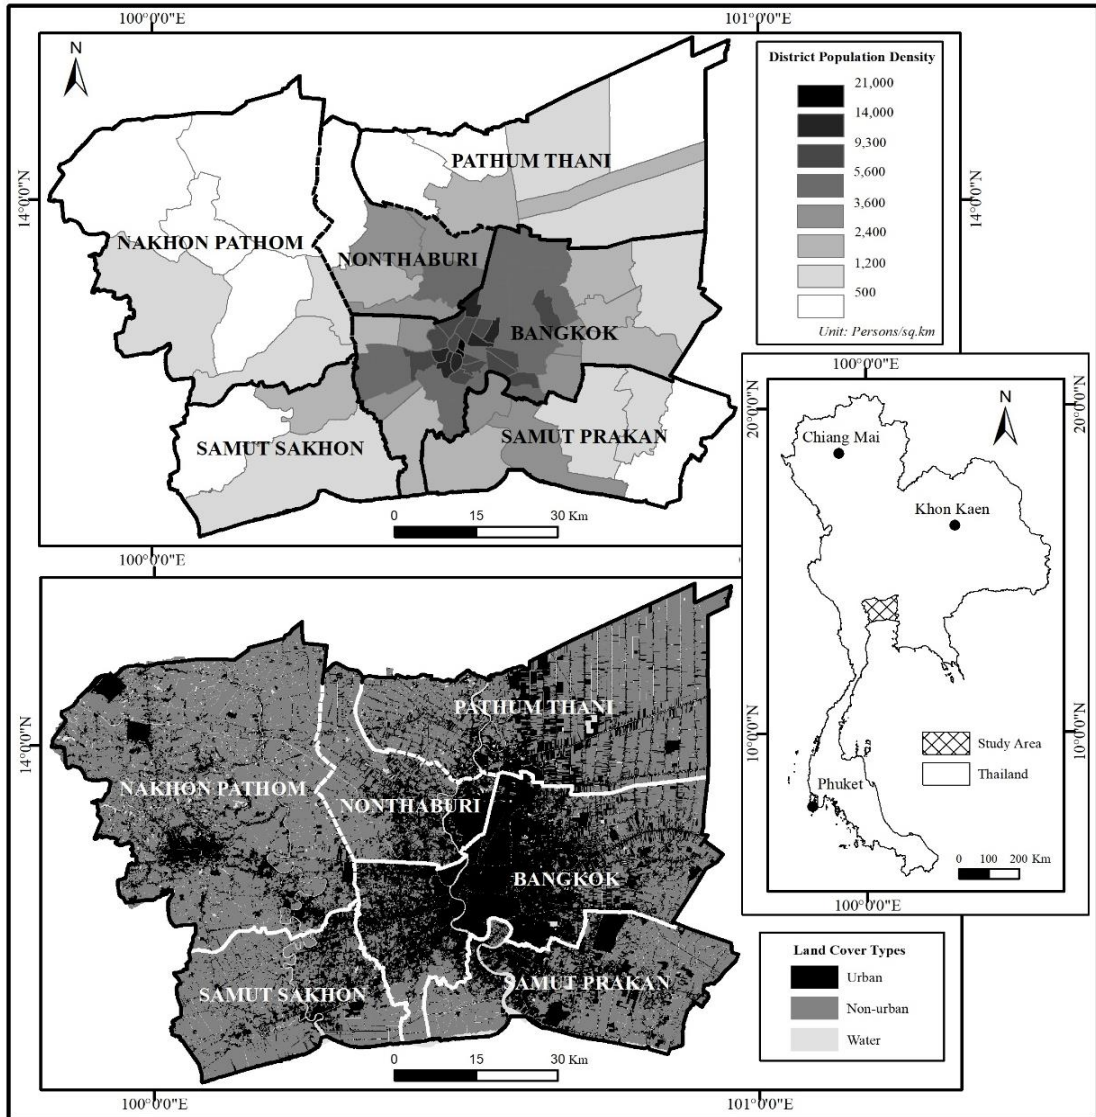 100°0'0"E
101°0'0"E
N
14°0'0"N
PATHUM THANI
NAKHON PATHOM
NONTHABURI
BANGKOK
SAMUT SAKHON
SAMUT PRAKAN
0 15 30 Km
District Population Density
21,000
14,000
9,300
5,600
3,600
2,400
1,200
500
Unit: Persons/sq.km
14°0'0"N
100°0'0"E
101°0'0"E
14°0'0"N
PATHUM THANI
NAKHON PATHOM
NONTHABURI
BANGKOK
SAMUT SAKHON
SAMUT PRAKAN
0 15 30 Km
100°0'0"E
101°0'0"E
100°0'0"E
20°0'0"N
20°0'0"N
N
Chiang Mai
Khon Kaen
10°0'0"N
10°0'0"N
Study Area
Thailand
Phuket
0 100 200 Km
100°0'0"E
Land Cover Types
Urban
Non-urban
Water